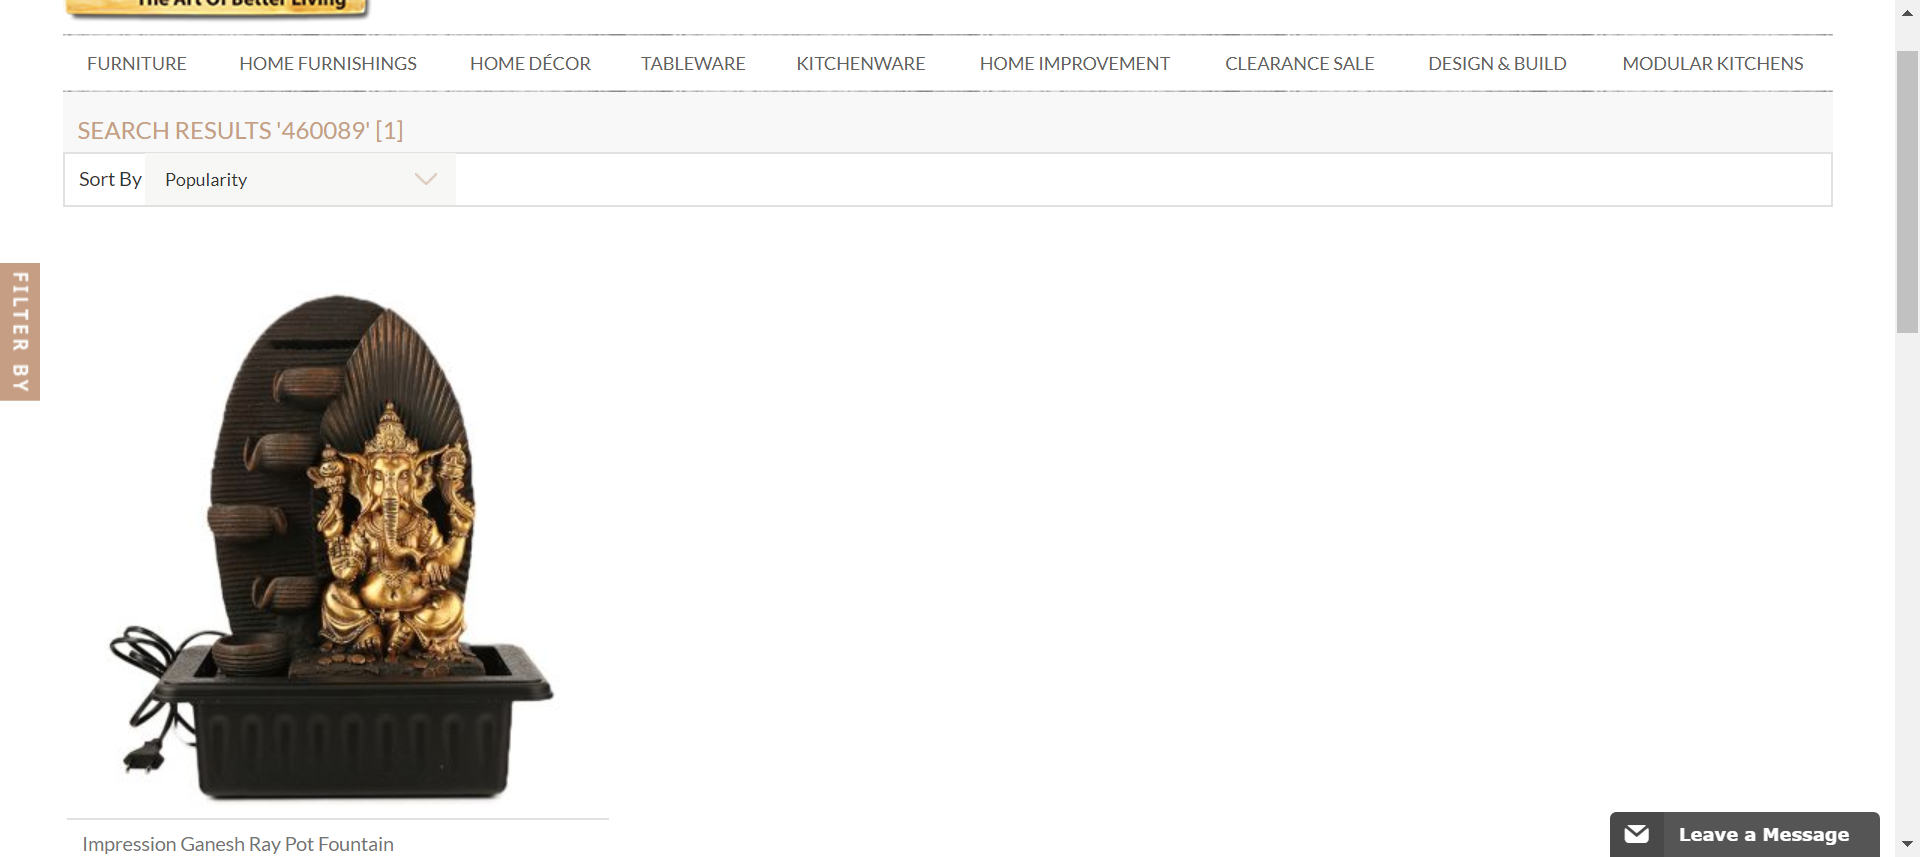 The Art Of Better Living
FURNITURE HOME FURNISHINGS HOME DÉCOR TABLEWARE KITCHENWARE HOME IMPROVEMENT CLEARANCE SALE DESIGN & BUILD MODULAR KITCHENS
SEARCH RESULTS '460089' [1]
Sort By Popularity
FILTER BY
Impression Ganesh Ray Pot Fountain
Leave a Message